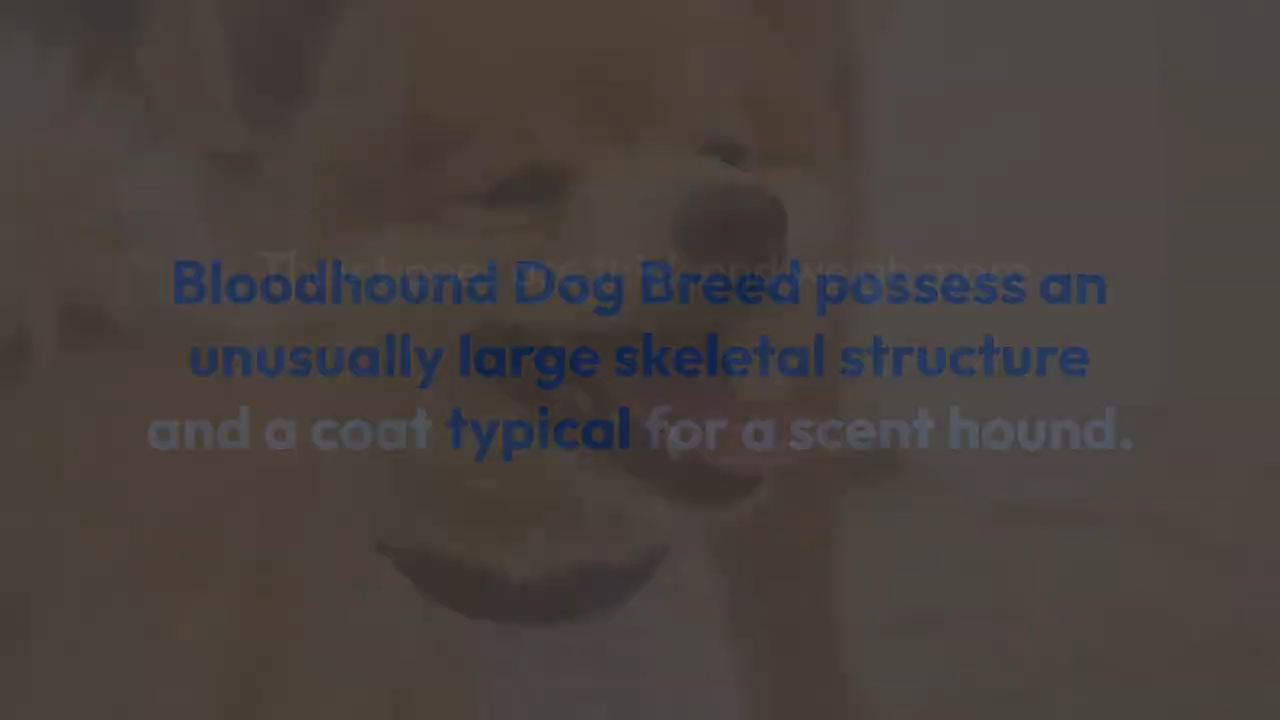 Bloodhound Dog Breed possess an
unusually large skeletal structure
and a coat typical for a scent hound.